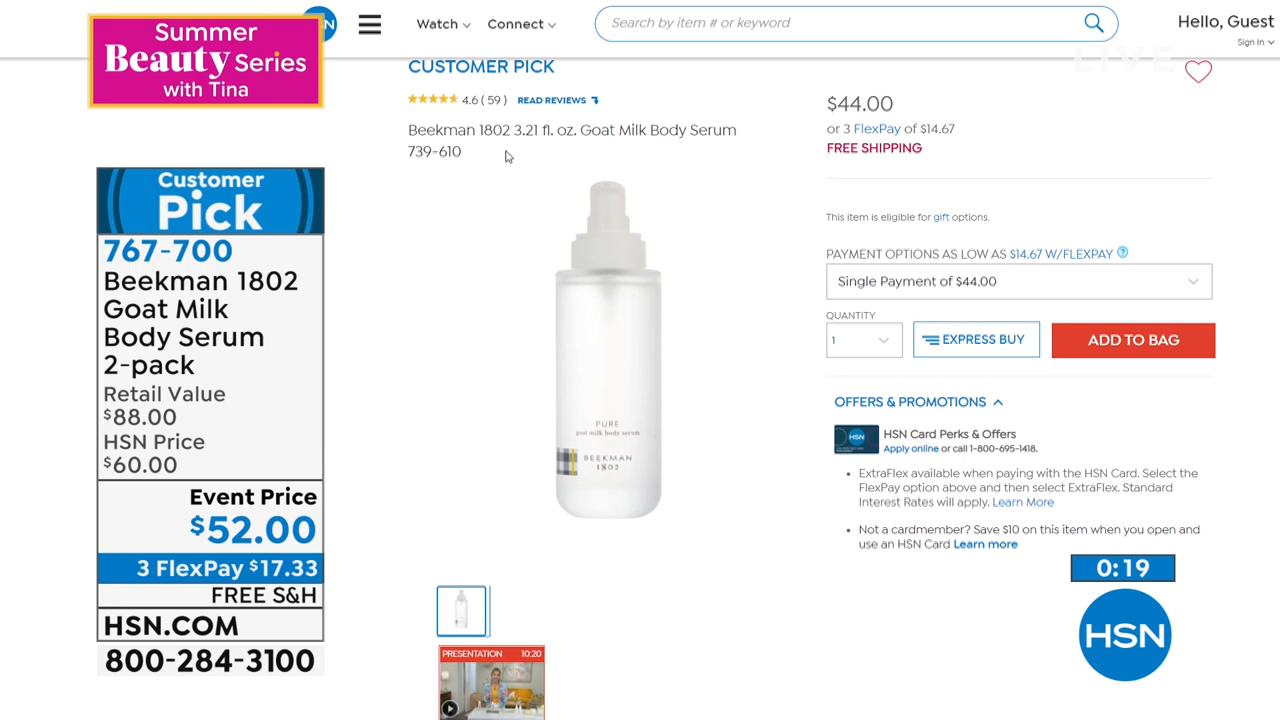 Summer
Beauty Series
with Tina
HSN
Watch
Connect
Search by item # or keyword
Hello, Guest
Sign In
LIVE
CUSTOMER PICK
4.6 ( 59 ) READ REVIEWS
Beekman 1802 3.21 fl. oz. Goat Milk Body Serum
739-610
$44.00
or 3 FlexPay of $14.67
FREE SHIPPING
This item is eligible for gift options.
PAYMENT OPTIONS AS LOW AS $14.67 W/FLEXPAY ?
Single Payment of $44.00
QUANTITY
1
EXPRESS BUY
ADD TO BAG
OFFERS & PROMOTIONS
HSN
HSN Card Perks & Offers
Apply online or call 1-800-695-1418.
• ExtraFlex available when paying with the HSN Card. Select the
FlexPay option above and then select ExtraFlex. Standard
Interest Rates will apply. Learn More
• Not a cardmember? Save $10 on this item when you open and
use an HSN Card Learn more
Customer
Pick
767-700
Beekman 1802
Goat Milk
Body Serum
2-pack
Retail Value
$88.00
HSN Price
$60.00
Event Price
$52.00
3 FlexPay $17.33
FREE S&H
HSN.COM
800-284-3100
PURE
goat milk body serum
BEEKMAN
1802
PRESENTATION 10:20
0:19
HSN